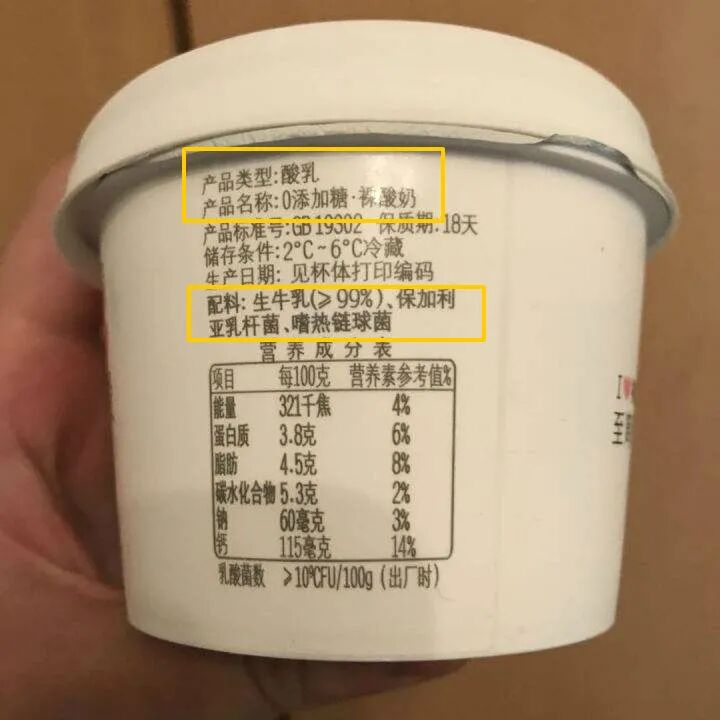 产品类型:酸乳
产品名称:0添加糖·裸酸奶
产品标准号:GB 19302 保质期:18天
储存条件:2°C~6°C冷藏
生产日期:见杯体打印编码
配料:生牛乳(≥99%)、保加利
亚乳杆菌、嗜热链球菌
营养成分表
项目 每100克 营养素参考值%
能量 321千焦 4%
蛋白质 3.8克 6%
脂肪 4.5克 8%
碳水化合物 5.3克 2%
钠 60毫克 3%
钙 115毫克 14%
乳酸菌数 ≥10⁹CFU/100g(出厂时)
I
至